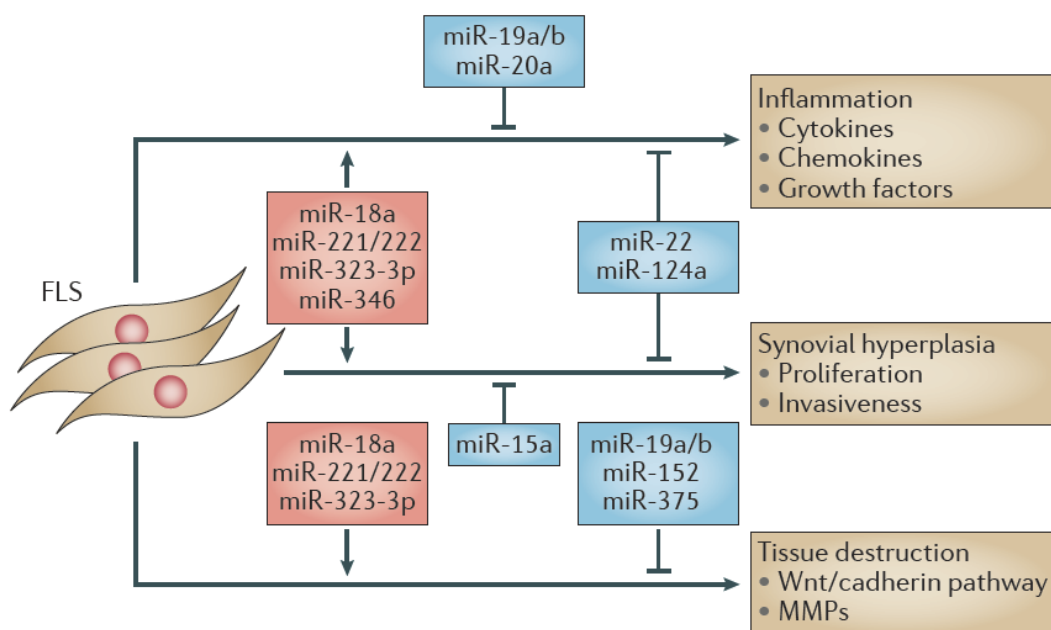 miR-19a/b
miR-20a
Inflammation
• Cytokines
• Chemokines
• Growth factors
miR-18a
miR-221/222
miR-323-3p
miR-346
miR-22
miR-124a
FLS
Synovial hyperplasia
• Proliferation
• Invasiveness
miR-18a
miR-221/222
miR-323-3p
miR-15a
miR-19a/b
miR-152
miR-375
Tissue destruction
• Wnt/cadherin pathway
• MMPs